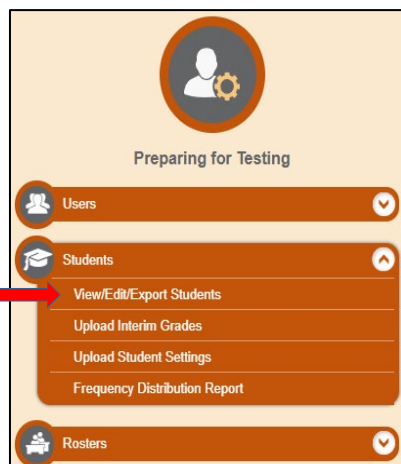 Preparing for Testing
Users
Students
View/Edit/Export Students
Upload Interim Grades
Upload Student Settings
Frequency Distribution Report
Rosters